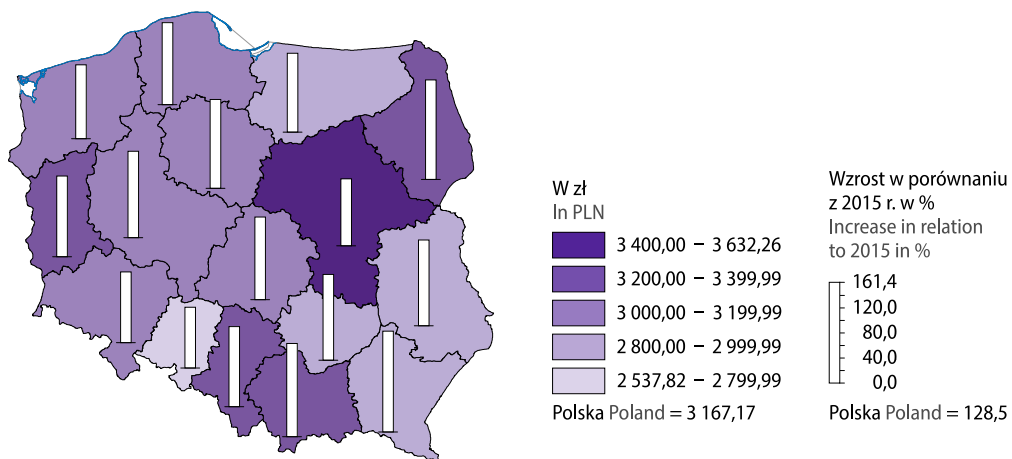 W zł
In PLN
3 400,00 – 3 632,26
3 200,00 – 3 399,99
3 000,00 – 3 199,99
2 800,00 – 2 999,99
2 537,82 – 2 799,99
Polska Poland = 3 167,17
Wzrost w porównaniu
z 2015 r. w %
Increase in relation
to 2015 in %
161,4
120,0
80,0
40,0
0,0
Polska Poland = 128,5